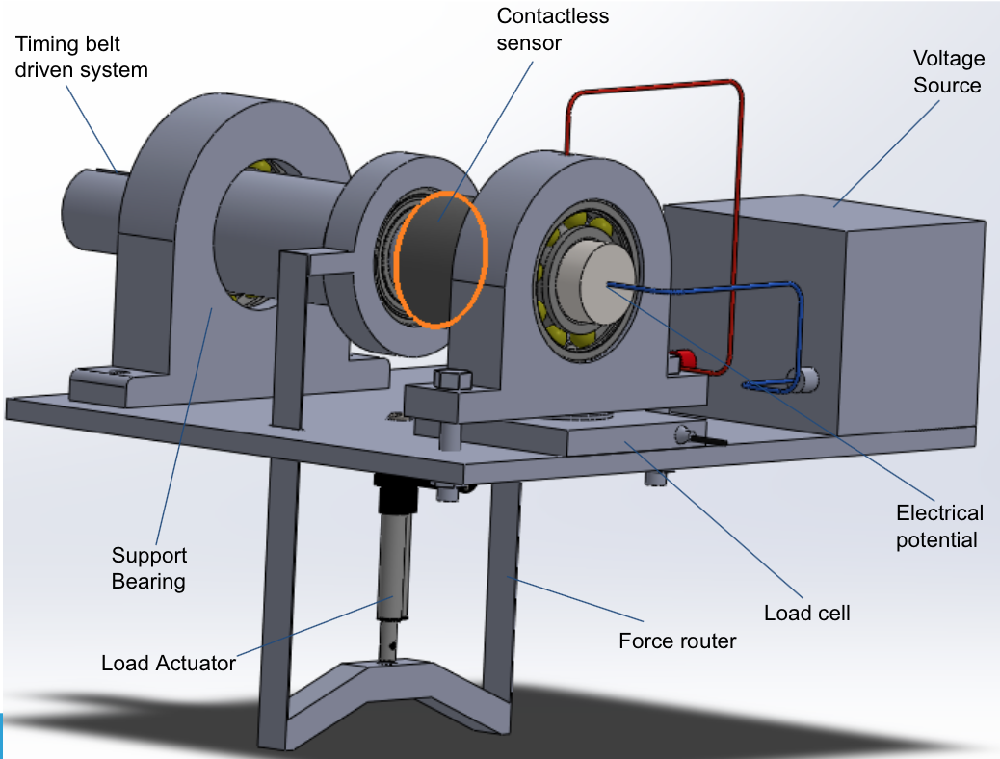 Contactless
sensor
Timing belt
driven system
Voltage
Source
Electrical
potential
Support
Bearing
Load cell
Force router
Load Actuator